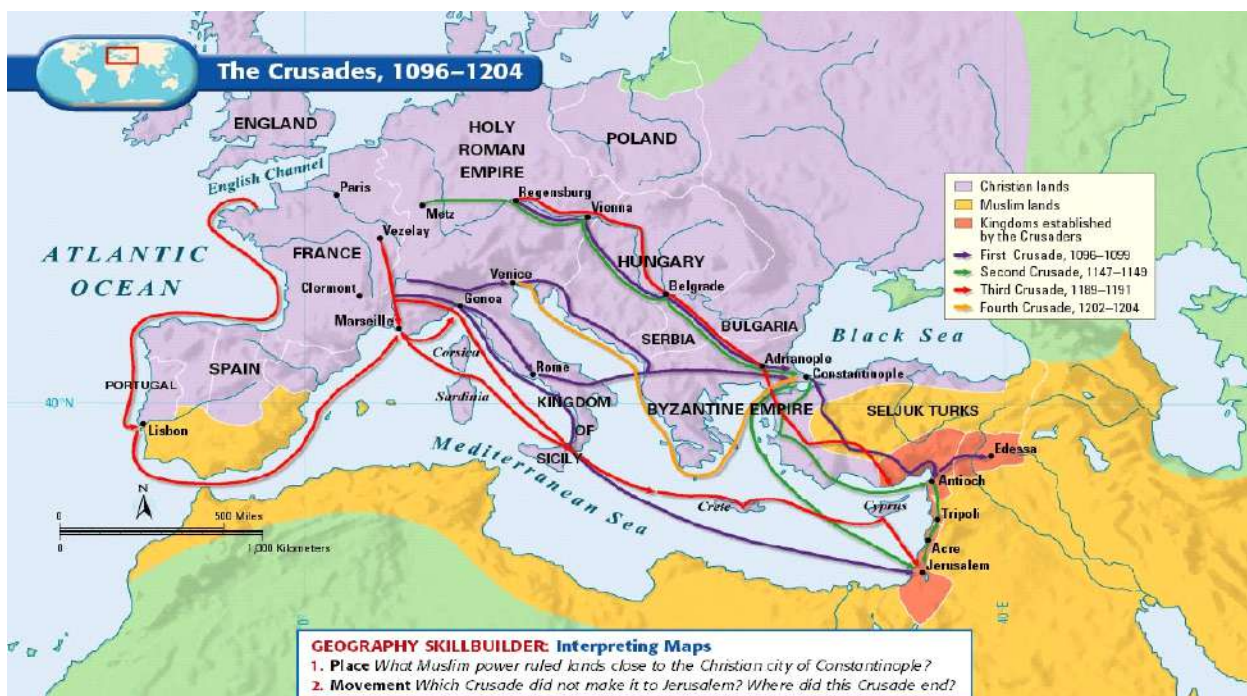 The Crusades, 1096–1204
ENGLAND
English Channel
HOLY
ROMAN
EMPIRE
POLAND
Paris
Metz
Regensburg
Vienna
Christian lands
Muslim lands
Kingdoms established
by the Crusaders
First Crusade, 1096–1099
Second Crusade, 1147–1149
Third Crusade, 1189–1191
Fourth Crusade, 1202–1204
Vezelay
ATLANTIC
OCEAN
FRANCE
Clermont
Venice
Genoa
HUNGARY
Belgrade
Marseille
SERBIA
BULGARIA
Black Sea
Corsica
Adrianople
Constantinople
SPAIN
PORTUGAL
Rome
Sardinia
40°N
KINGDOM
OF
SICILY
BYZANTINE EMPIRE
SELJUK TURKS
Lisbon
Edessa
Antioch
Mediterranean Sea
Crete
Cyprus
Tripoli
Acre
Jerusalem
N
0 500 Miles
0 1,000 Kilometers
0°
40°E
GEOGRAPHY SKILLBUILDER: Interpreting Maps
1. Place What Muslim power ruled lands close to the Christian city of Constantinople?
2. Movement Which Crusade did not make it to Jerusalem? Where did this Crusade end?